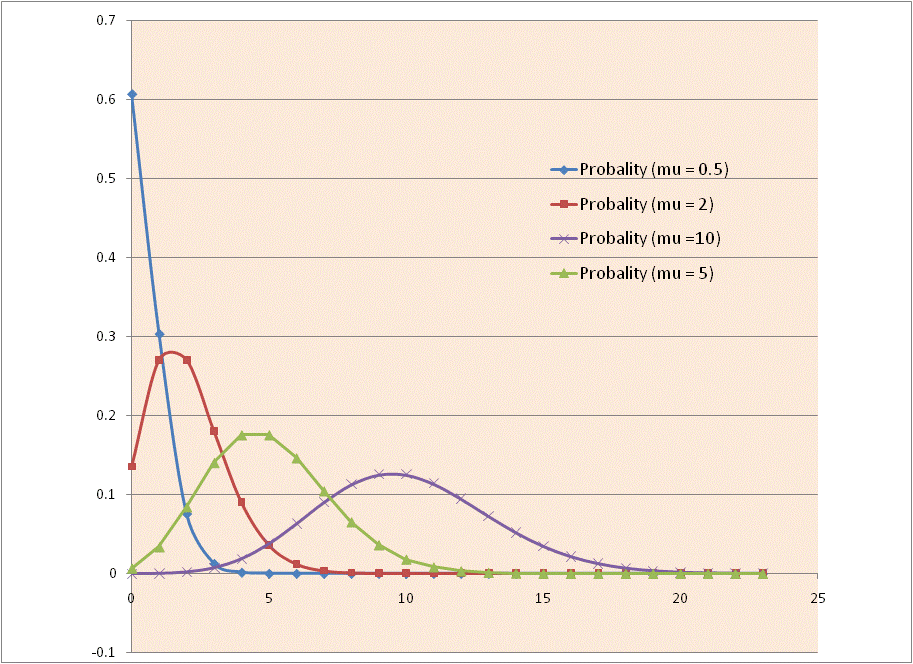 0.7
0.6
0.5
0.4
0.3
0.2
0.1
0
-0.1
0 5 10 15 20 25
Probality (mu = 0.5)
Probality (mu = 2)
Probality (mu =10)
Probality (mu = 5)